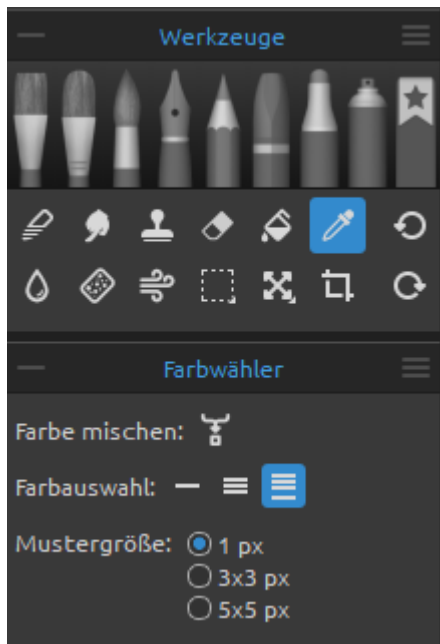 Werkzeuge
Farbwähler
Farbe mischen:
Farbauswahl:
Mustergröße: 1 px
3x3 px
5x5 px